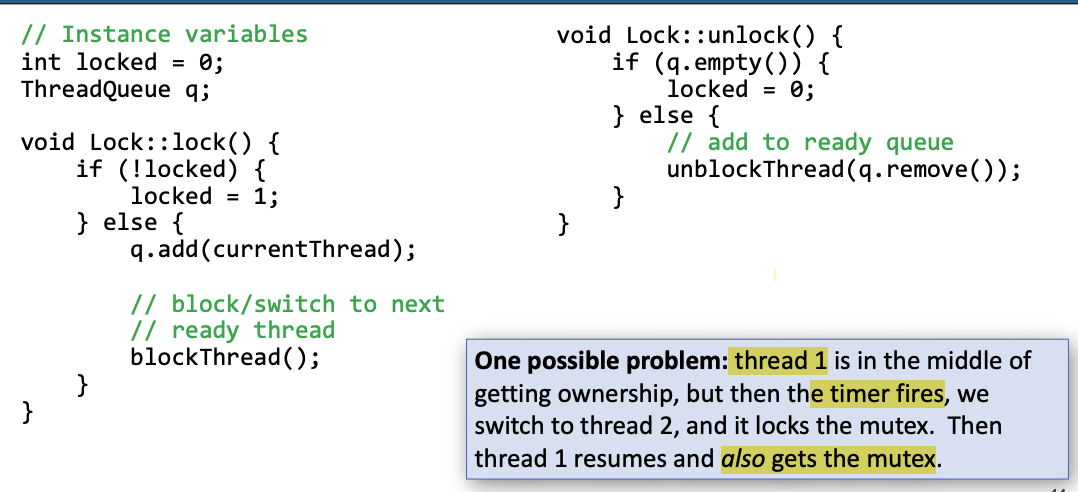 // Instance variables
int locked = 0;
ThreadQueue q;
void Lock::lock() {
    if (!locked) {
        locked = 1;
    } else {
        q.add(currentThread);
        // block/switch to next
        // ready thread
        blockThread();
    }
}
void Lock::unlock() {
    if (q.empty()) {
        locked = 0;
    } else {
        // add to ready queue
        unblockThread(q.remove());
    }
}
One possible problem: thread 1 is in the middle of
getting ownership, but then the timer fires, we
switch to thread 2, and it locks the mutex. Then
thread 1 resumes and also gets the mutex.